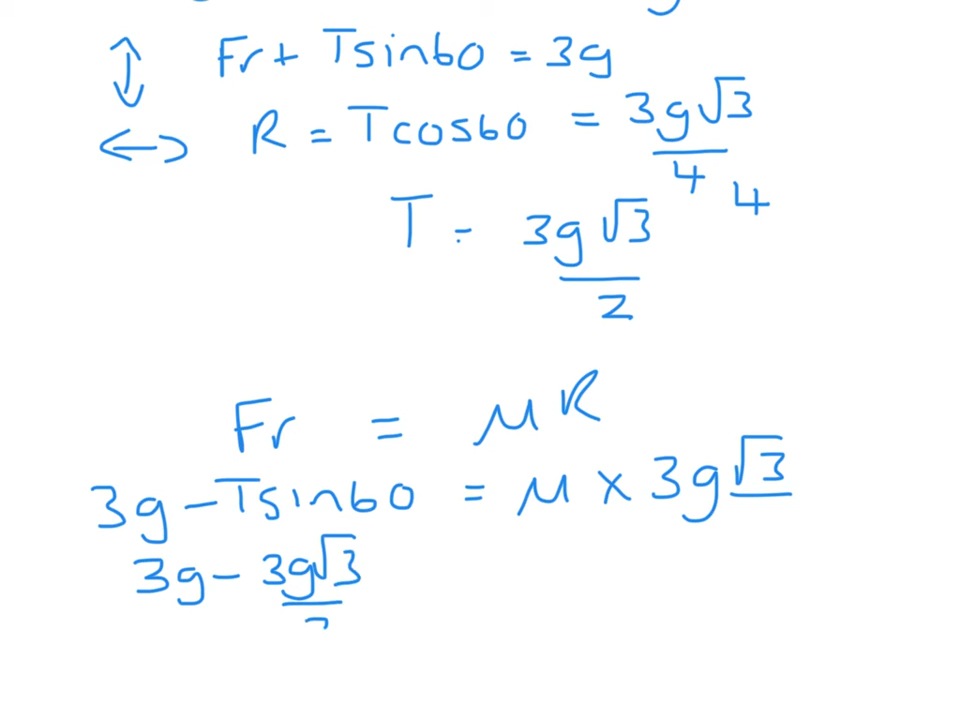 Fr + Tsin60 = 3g
R = Tcos60 = 3g√3/4 4
T = 3g√3/2
Fr = μR
3g - Tsin60 = μ × 3g√3
3g - 3g√3